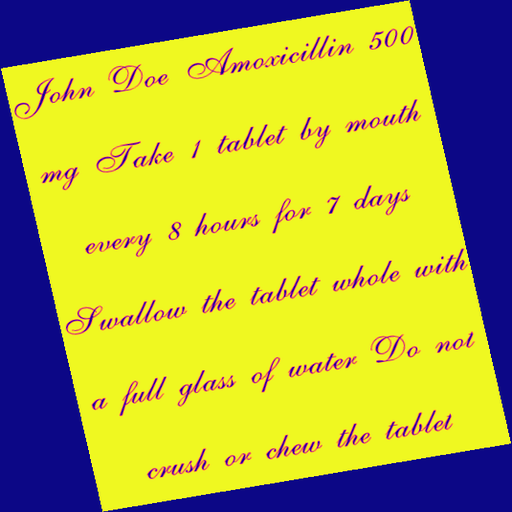 John Doe Amoxicillin 500
mg Take 1 tablet by mouth
every 8 hours for 7 days
Swallow the tablet whole with
a full glass of water Do not
crush or chew the tablet